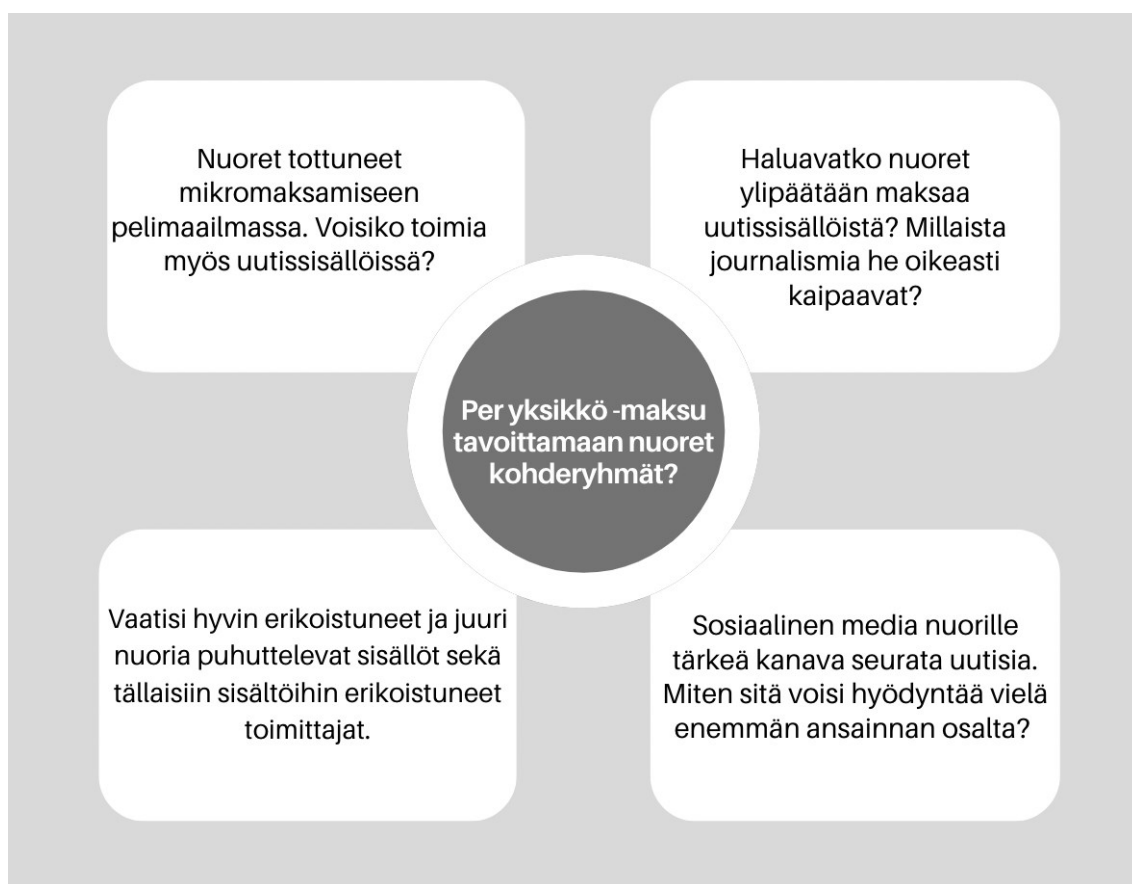 Nuoret tottuneet
mikromaksamiseen
pelimaailmassa. Voisiko toimia
myös uutissisällöissä?
Haluavatko nuoret
ylipäätään maksaa
uutissisällöistä? Millaista
journalismia he oikeasti
kaipaavat?
Per yksikkö -maksu
tavoittamaan nuoret
kohderyhmät?
Vaatisi hyvin erikoistuneet ja juuri
nuoria puhuttelevat sisällöt sekä
tällaisiin sisältöihin erikoistuneet
toimittajat.
Sosiaalinen media nuorille
tärkeä kanava seurata uutisia.
Miten sitä voisi hyödyntää vielä
enemmän ansainnan osalta?